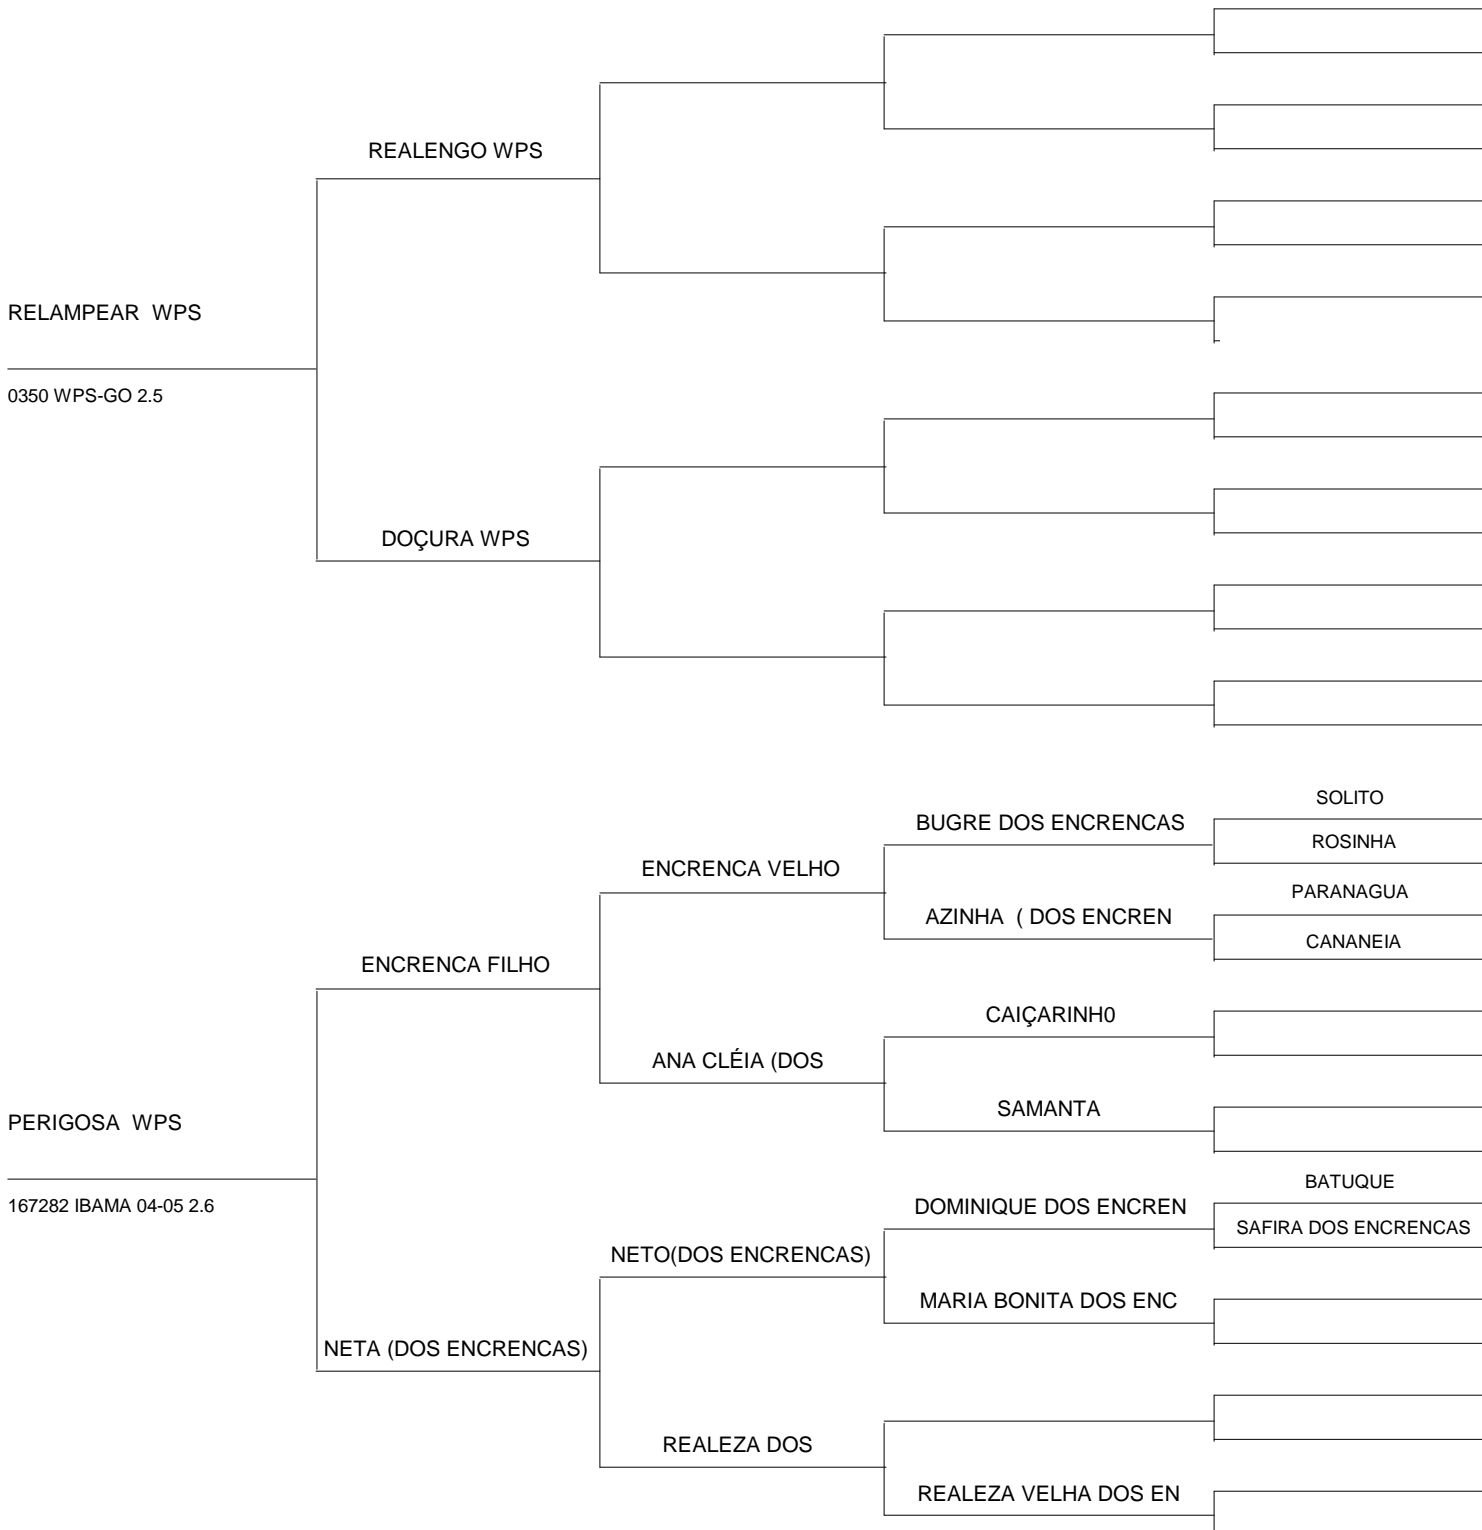 REALENGO WPS
RELAMPEAR  WPS
0350 WPS-GO 2.5
DOÇURA WPS
SOLITO
BUGRE DOS ENCRENCAS
ROSINHA
ENCRENCA VELHO
PARANAGUA
AZINHA  ( DOS ENCREN
CANANEIA
ENCRENCA FILHO
CAIÇARINH0
ANA CLÉIA (DOS
SAMANTA
PERIGOSA  WPS
BATUQUE
167282 IBAMA 04-05 2.6
DOMINIQUE DOS ENCREN
SAFIRA DOS ENCRENCAS
NETO(DOS ENCRENCAS)
MARIA BONITA DOS ENC
NETA (DOS ENCRENCAS)
REALEZA DOS
REALEZA VELHA DOS EN